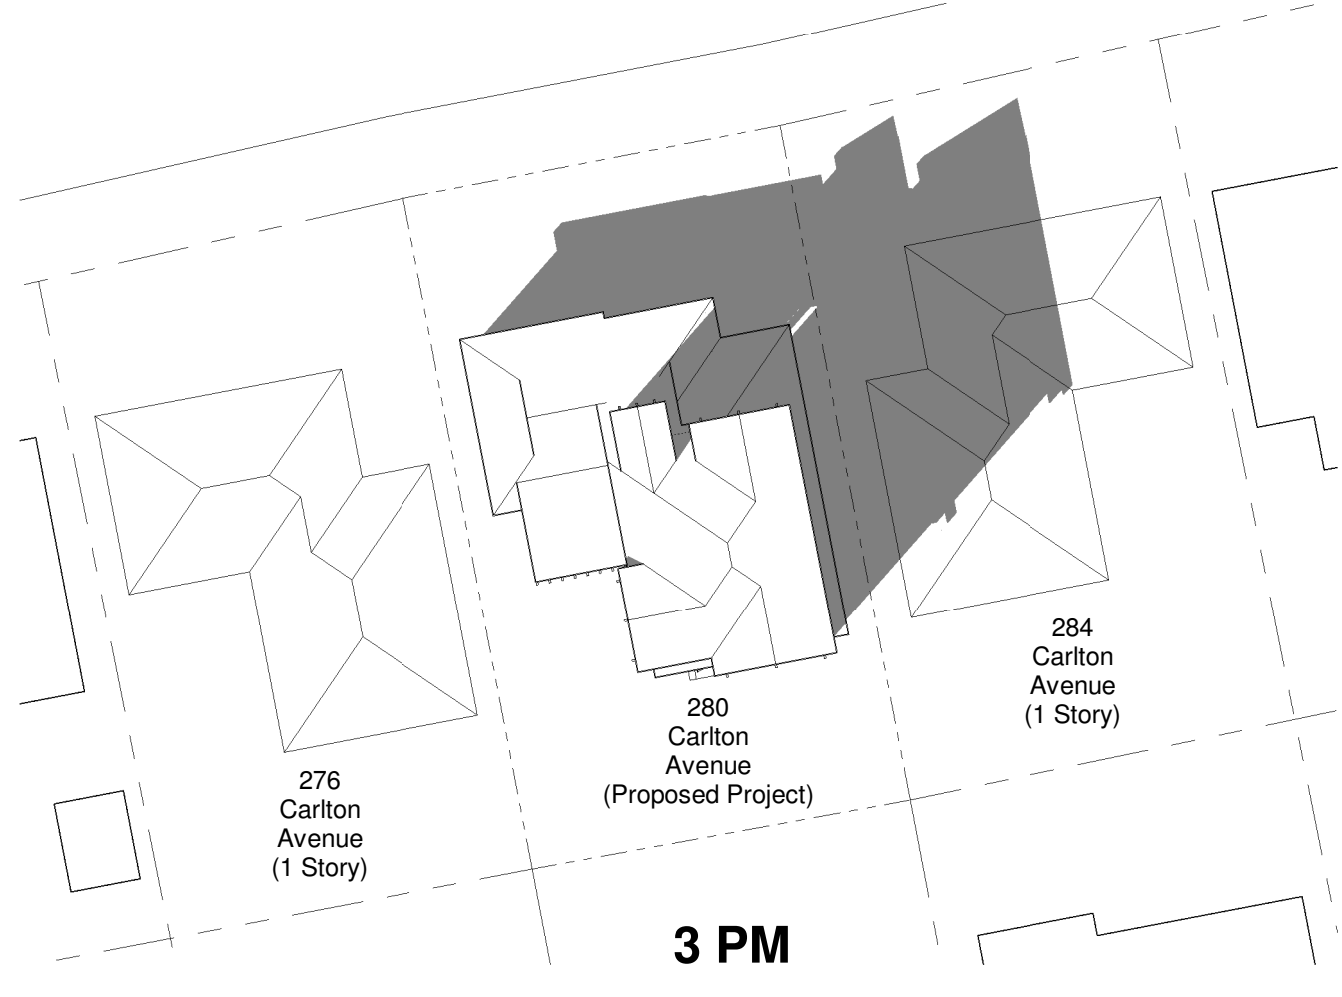 284
Carlton
Avenue
(1 Story)
280
Carlton
Avenue
(Proposed Project)
276
Carlton
Avenue
(1 Story)
3 PM